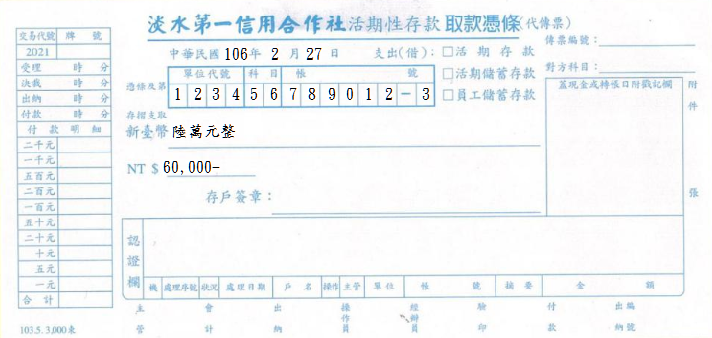 淡水第一信用合作社活期性存款 取款憑條(代傳票)
交易代號 牌 號
2021
受理 時 分
決裁 時 分
出納 時 分
付款 時 分
付 款 明 細
二千元
一千元
五百元
二百元
一百元
五十元
二十元
十元
五元
一元
合 計
103.5. 3,000束
中華民國 106年 2 月 27 日 支出(借):
□活 期 存 款
□活期儲蓄存款
□員工儲蓄存款
傳票編號:
對方科目:
憑條及第
單位代號 科 目 帳 號
1 2 3 4 5 6 7 8 9 0 1 2 - 3
存摺支取
新臺幣 陸萬元整
NT $ 60,000-
存戶簽章:
蓋現金或轉帳日附戳記欄
附 件 張
認證欄
機 處理序號 狀況 處理日期 戶 名 操作 主管 單 位 帳 號 摘 要 金 額
主管 會計 出納 操作員 經辦員 驗印 付款 出納 編號